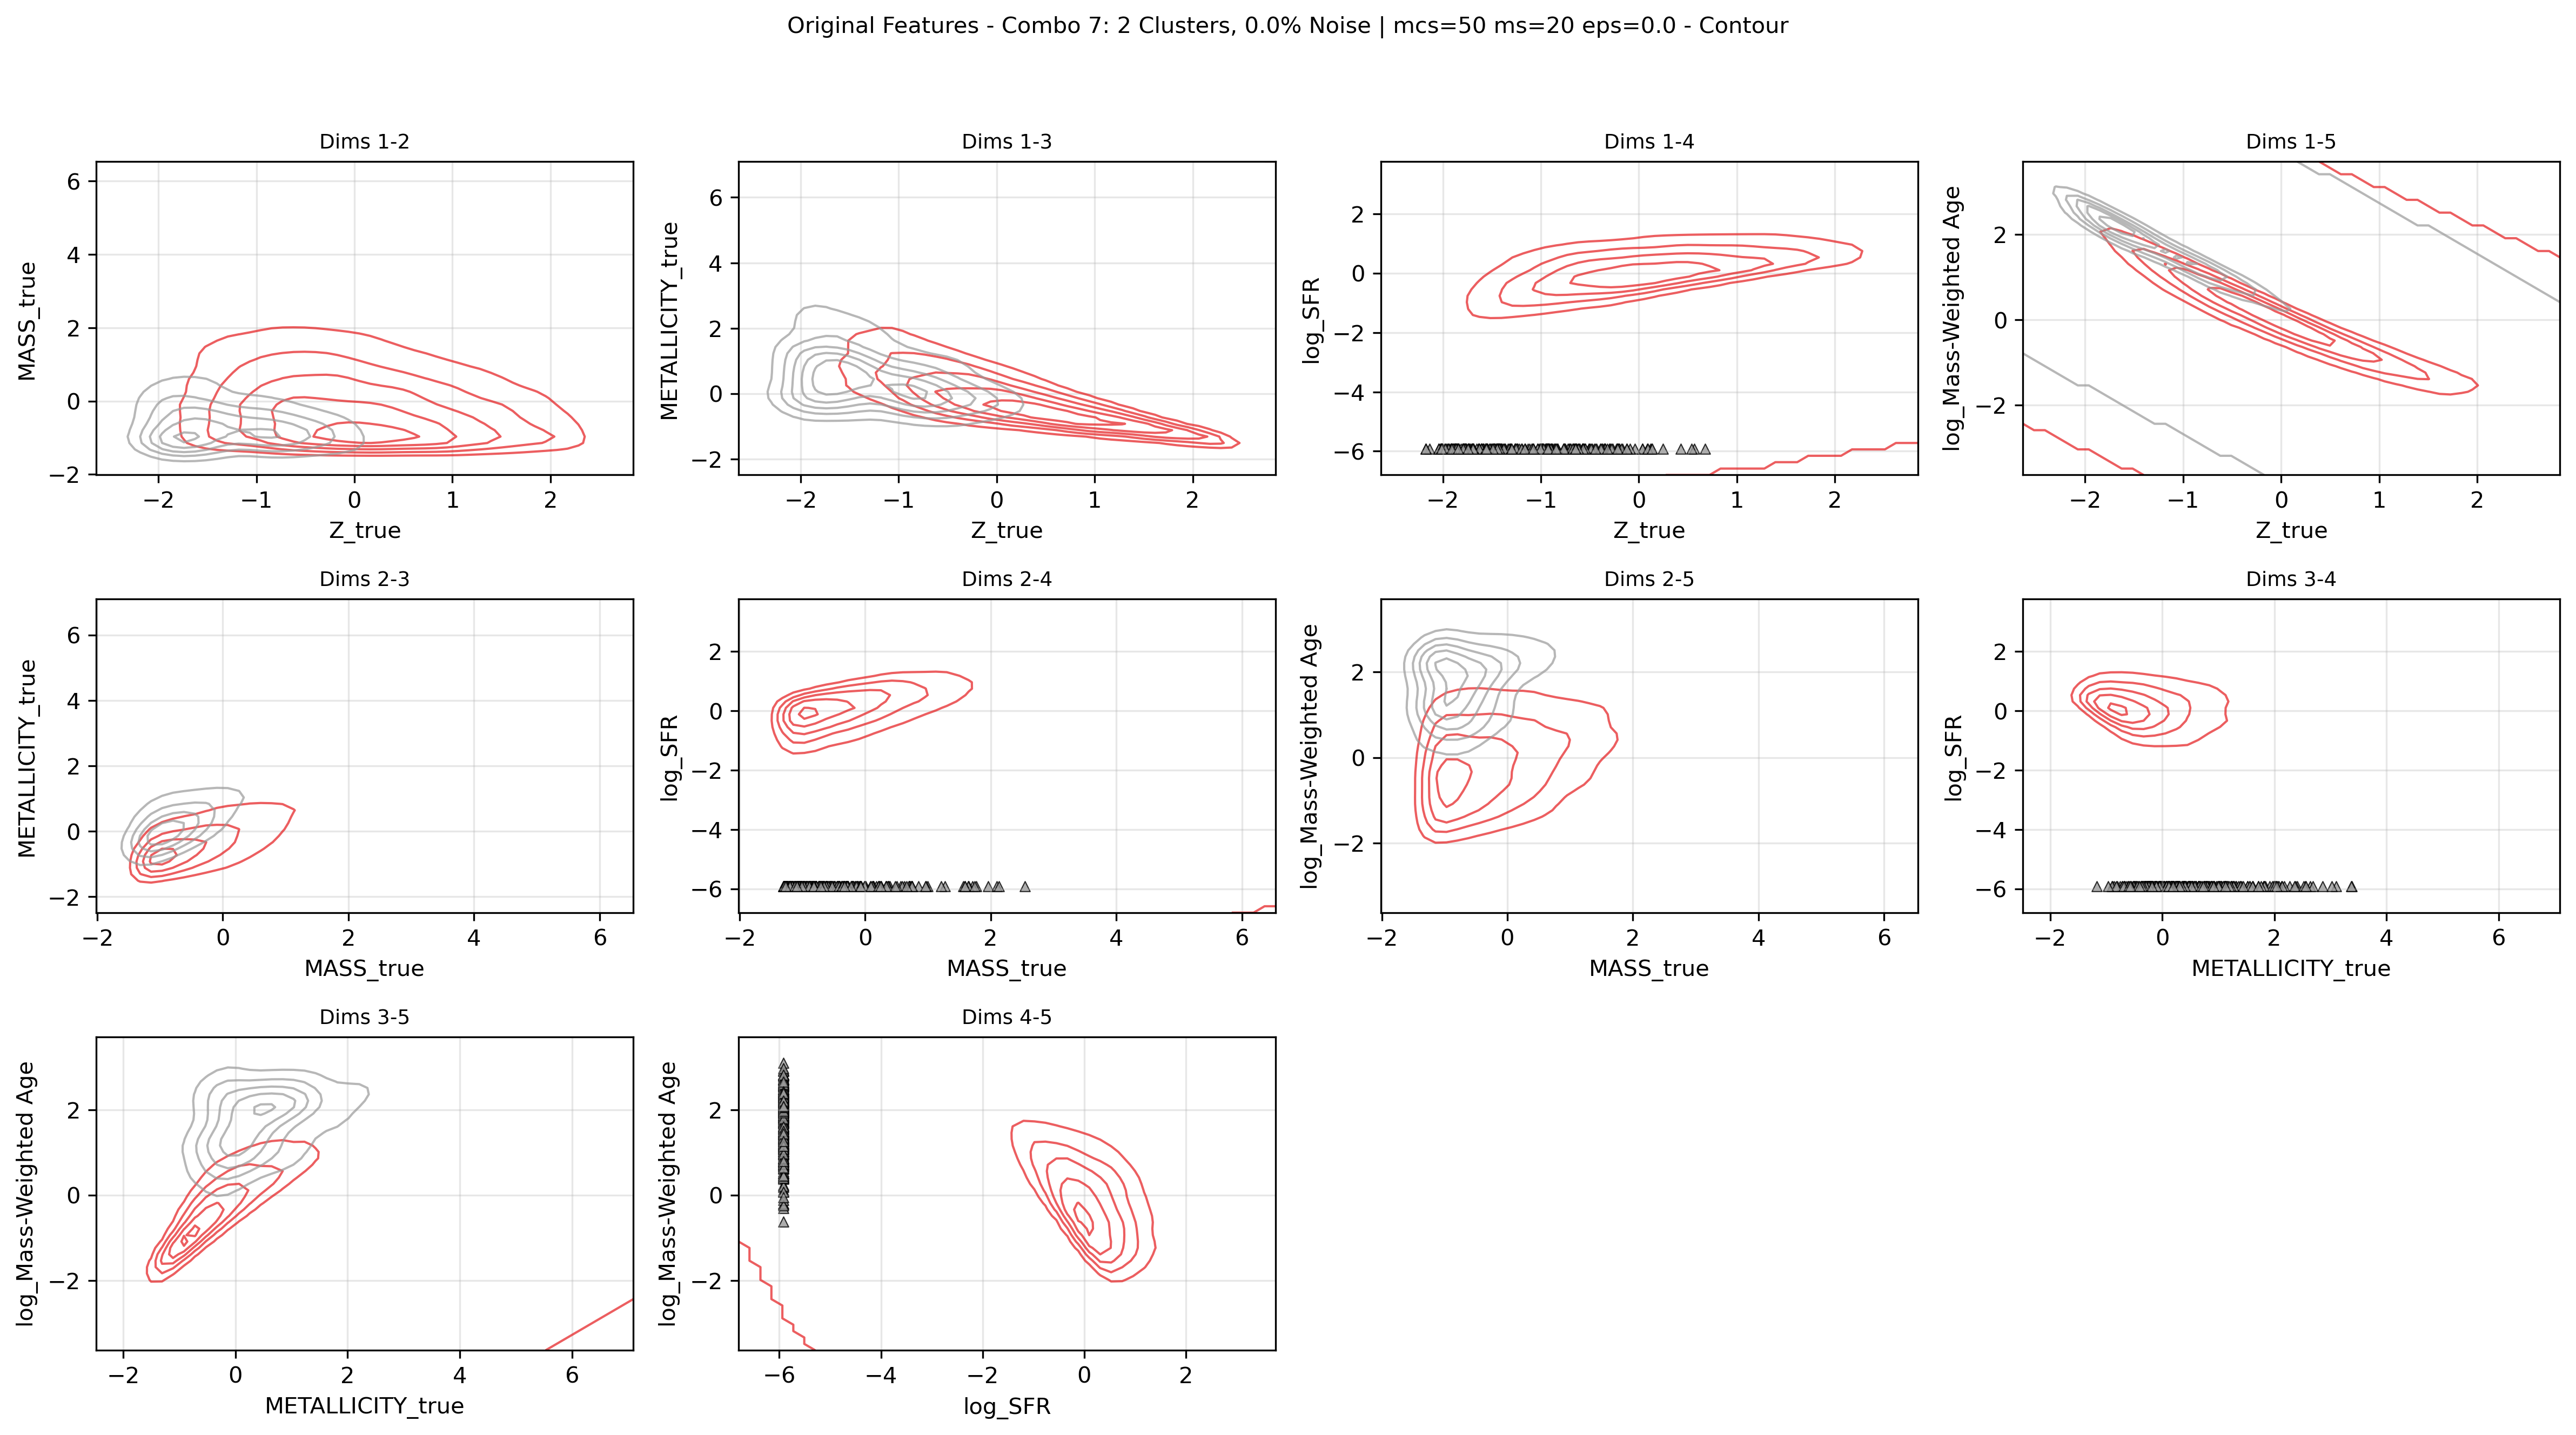 Original Features - Combo 7: 2 Clusters, 0.0% Noise | mcs=50 ms=20 eps=0.0 - Contour
Dims 1-2
MASS_true
6
4
2
0
−2
−2 −1 0 1 2
Z_true
Dims 1-3
METALLICITY_true
6
4
2
0
−2
−2 −1 0 1 2
Z_true
Dims 1-4
log_SFR
2
0
−2
−4
−6
−2 −1 0 1 2
Z_true
Dims 1-5
log_Mass-Weighted Age
2
0
−2
−2 −1 0 1 2
Z_true
Dims 2-3
METALLICITY_true
6
4
2
0
−2
−2 0 2 4 6
MASS_true
Dims 2-4
log_SFR
2
0
−2
−4
−6
−2 0 2 4 6
MASS_true
Dims 2-5
log_Mass-Weighted Age
2
0
−2
−2 0 2 4 6
MASS_true
Dims 3-4
log_SFR
2
0
−2
−4
−6
−2 0 2 4 6
METALLICITY_true
Dims 3-5
log_Mass-Weighted Age
2
0
−2
−2 0 2 4 6
METALLICITY_true
Dims 4-5
log_Mass-Weighted Age
2
0
−2
−6 −4 −2 0 2
log_SFR